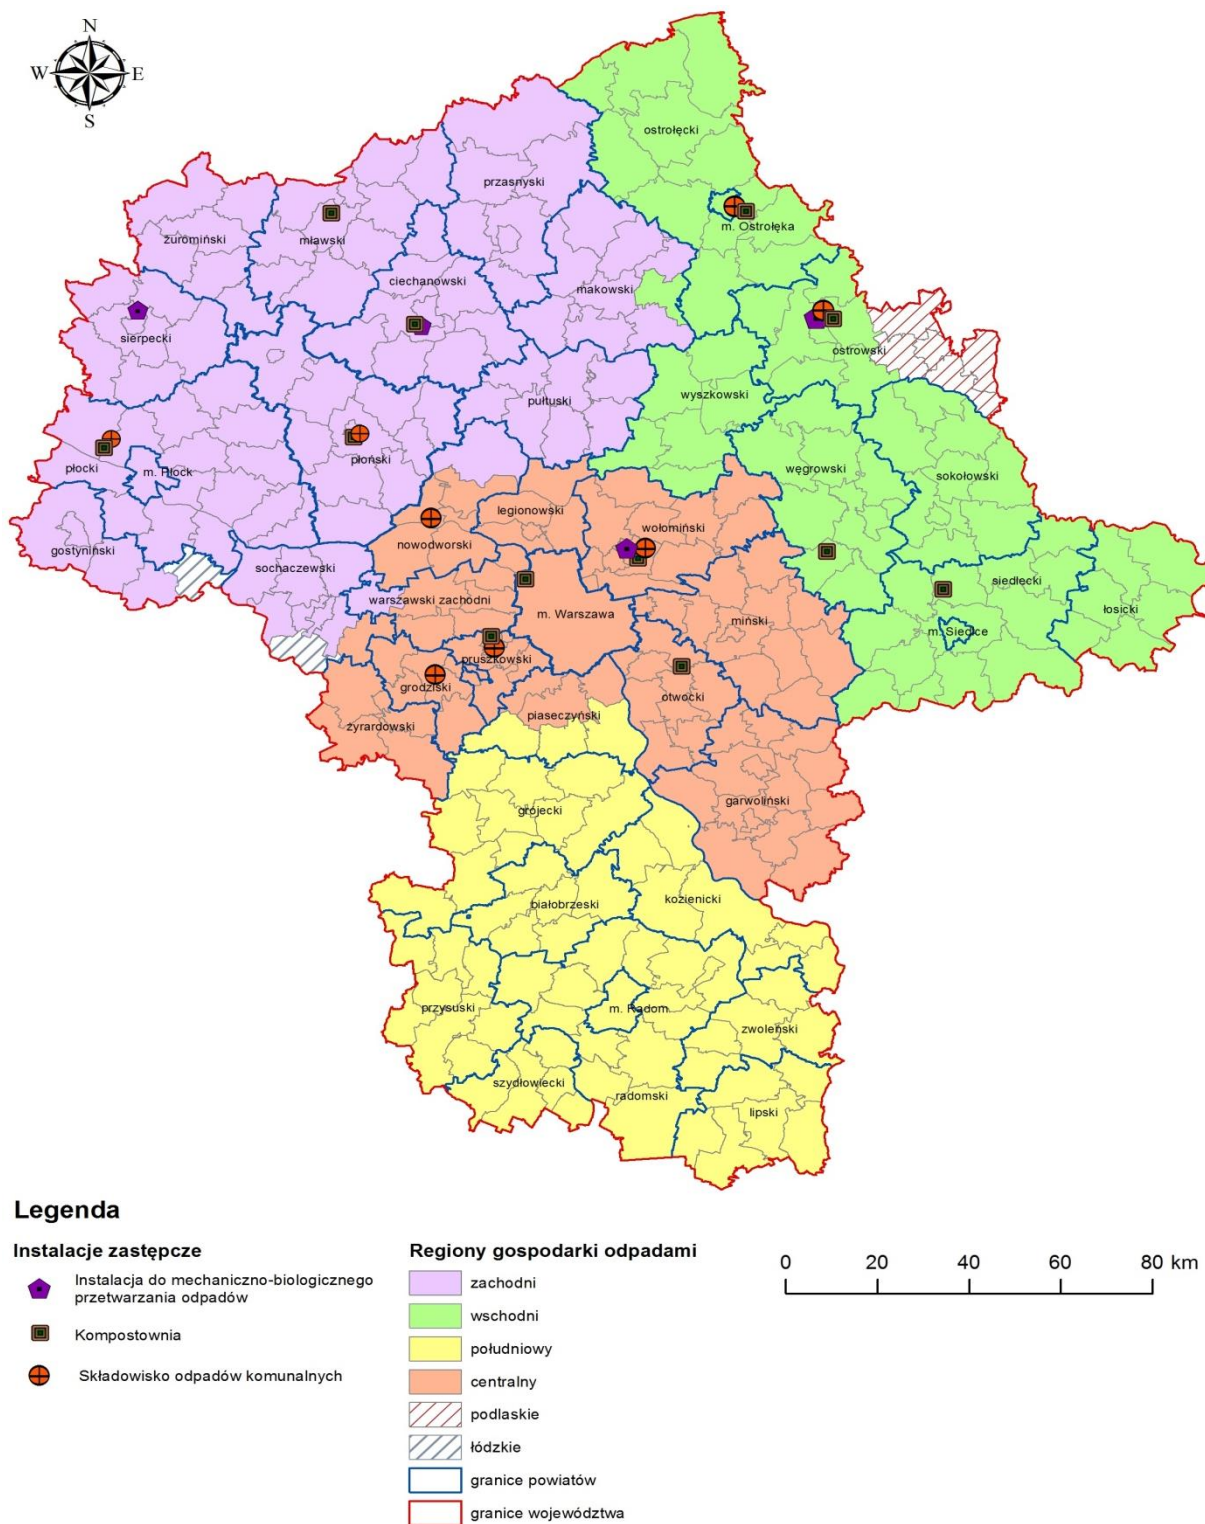 N
W E
S
ostrołęcki
przasnyski
m. Ostrołęka
żuromiński
mławski
ciechanowski
makowski
sierpecki
ostrowski
wyszkowski
pułtuski
płocki
m. Płock
płoński
węgrowski
sokołowski
legionowski
wołomiński
nowodworski
gostyniński
sochaczewski
siedlecki
warszawski zachodni
łosicki
m. Warszawa
miński
m. Siedlce
pruszkowski
grodziski
otwocki
piaseczyński
żyrardowski
garwoliński
grójecki
białobrzeski
kozienicki
przysuski
m. Radom
zwoleński
szydłowiecki
radomski
lipski
Legenda
Instalacje zastępcze
Instalacja do mechaniczno-biologicznego
przetwarzania odpadów
Kompostownia
Składowisko odpadów komunalnych
Regiony gospodarki odpadami
zachodni
wschodni
południowy
centralny
podlaskie
łódzkie
granice powiatów
granice województwa
0 20 40 60 80 km